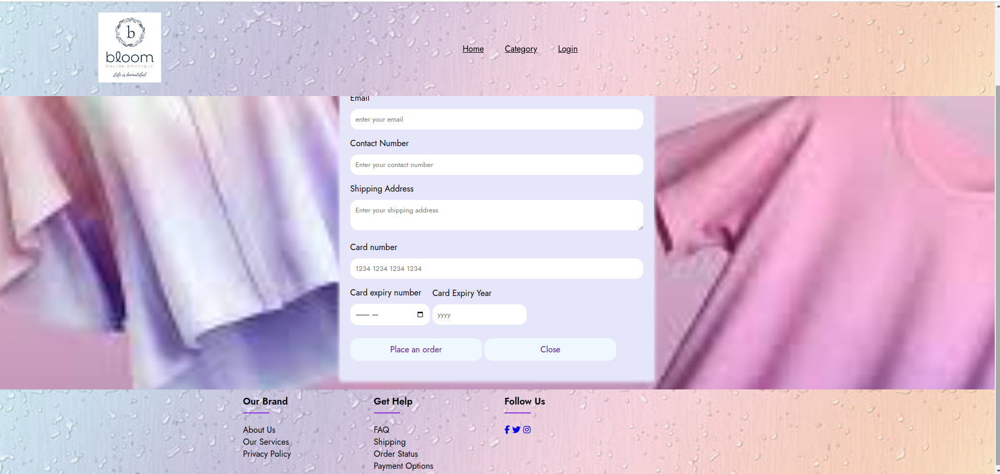 b
bloom
ONLINE BOUTIQUE
Life is beautiful
Home Category Login
Email
enter your email
Contact Number
Enter your contact number
Shipping Address
Enter your shipping address
Card number
1234 1234 1234 1234
Card expiry number Card Expiry Year
--------- ---- yyyy
Place an order Close
Our Brand Get Help Follow Us
About Us FAQ
Our Services Shipping
Privacy Policy Order Status
Payment Options